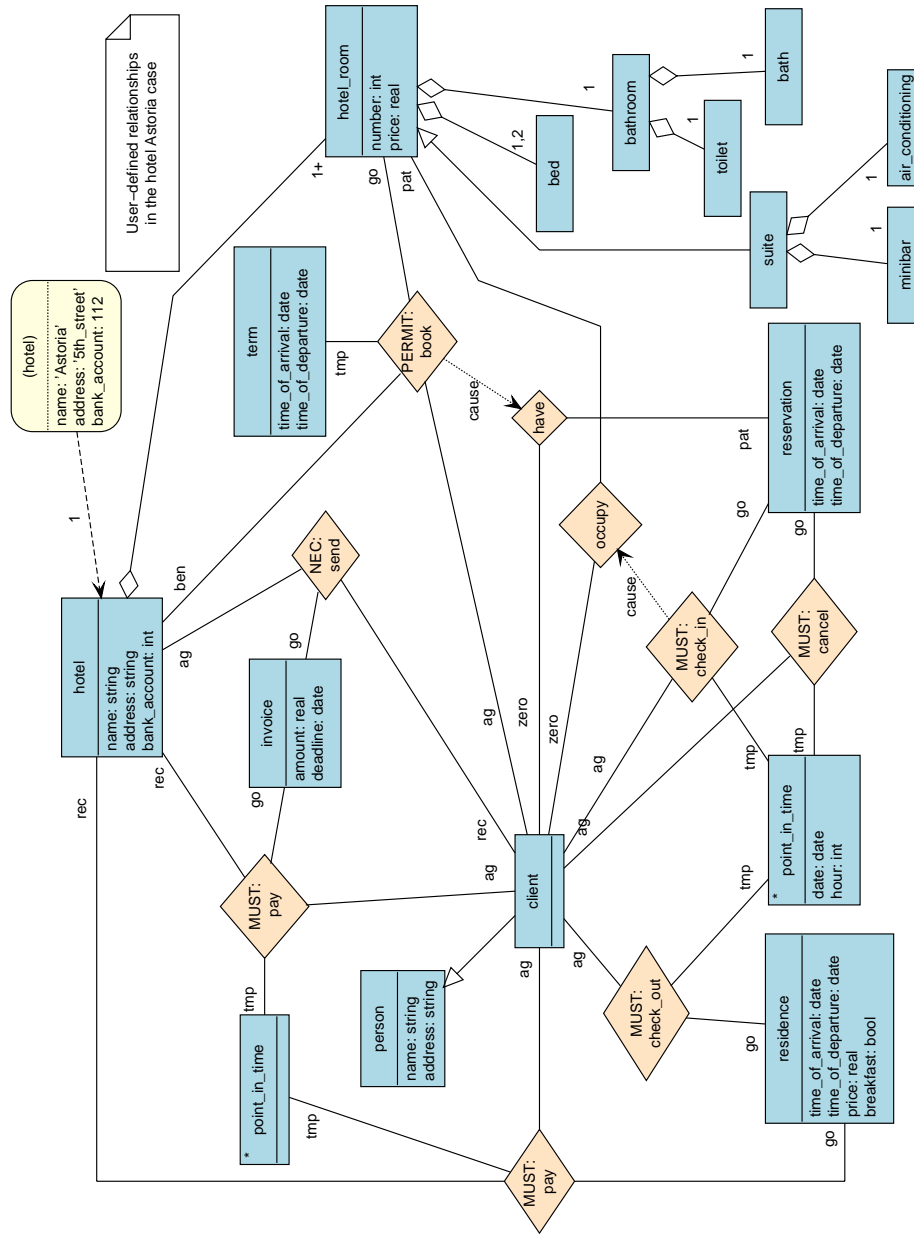 User–defined relationships
in the hotel Astoria case
(hotel)
name: 'Astoria'
address: '5th_street'
bank_account: 112
1
hotel
name: string
address: string
bank_account: int
1+
hotel_room
number: int
price: real
rec
rec
ag
ben
go
pat
term
time_of_arrival: date
time_of_departure: date
tmp
PERMIT:
book
NEC:
send
go
invoice
amount: real
deadline: date
go
MUST:
pay
tmp
*
point_in_time
tmp
person
name: string
address: string
ag
rec
ag
zero
zero
cause
have
1,2
bed
1
bathroom
1
toilet
1
bath
client
ag
ag
ag
ag
MUST:
pay
occupy
cause
MUST:
check_in
go
pat
suite
1
minibar
1
air_conditioning
MUST:
check_out
go
tmp
tmp
tmp
MUST:
cancel
go
reservation
time_of_arrival: date
time_of_departure: date
*
point_in_time
date: date
hour: int
residence
time_of_arrival: date
time_of_departure: date
price: real
breakfast: bool
go